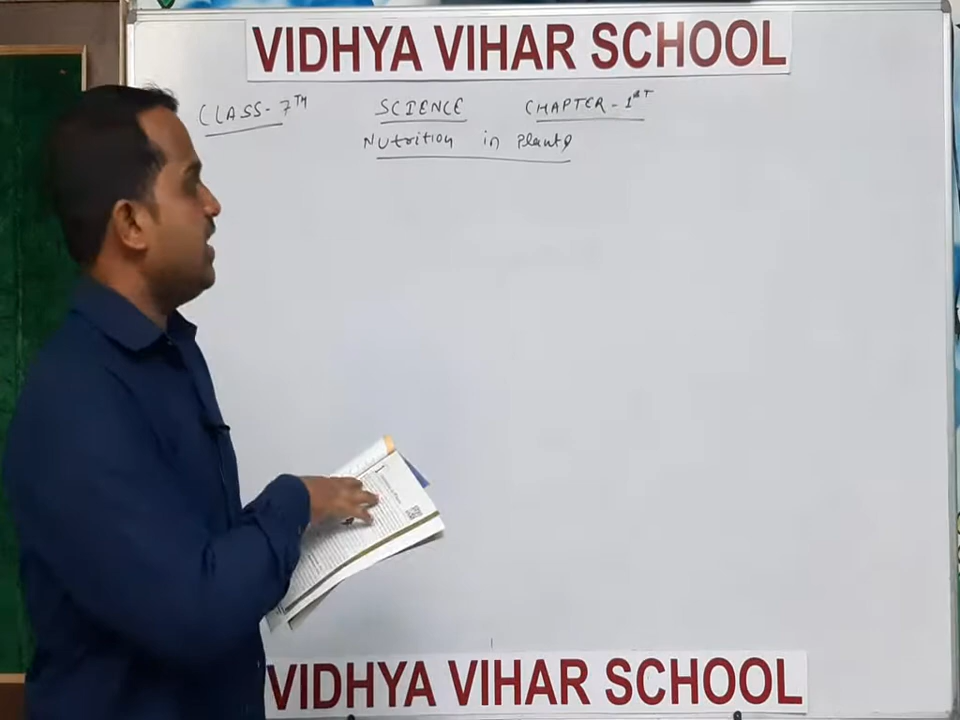 VIDHYA VIHAR SCHOOL
CLASS - 7TH SCIENCE CHAPTER - 1ST
Nutrition in Plants
VIDHYA VIHAR SCHOOL